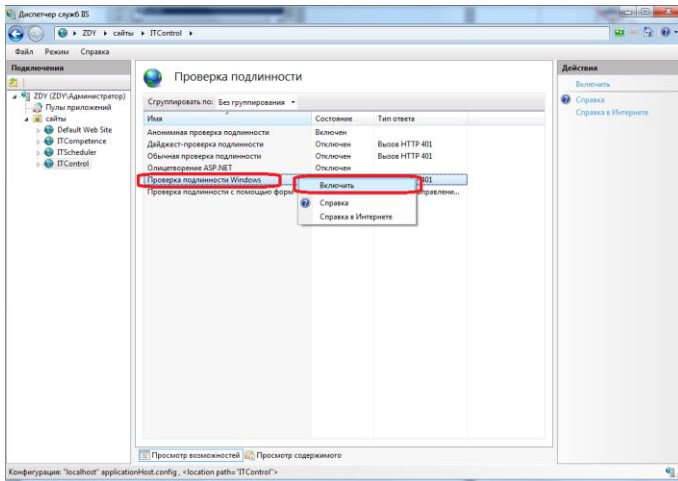 Диспетчер служб IIS
ZDY ▸ сайты ▸ ITControl ▸
Файл Режим Справка
Подключения
ZDY (ZDY\Администратор)
Пулы приложений
сайты
Default Web Site
ITCompetence
ITScheduler
ITControl
Проверка подлинности
Сгруппировать по: Без группирования
Имя Состояние Тип ответа
Анонимная проверка подлинности Включен
Дайджест-проверка подлинности Отключен Вызов HTTP 401
Обычная проверка подлинности Отключен Вызов HTTP 401
Олицетворение ASP.NET Отключен
Проверка подлинности Windows 401
Проверка подлинности с помощью форм
Включить
Справка
Справка в Интернете
Просмотр возможностей Просмотр содержимого
Действия
Включить
Справка
Справка в Интернете
Конфигурация: "localhost" applicationHost.config , <location path="ITControl">